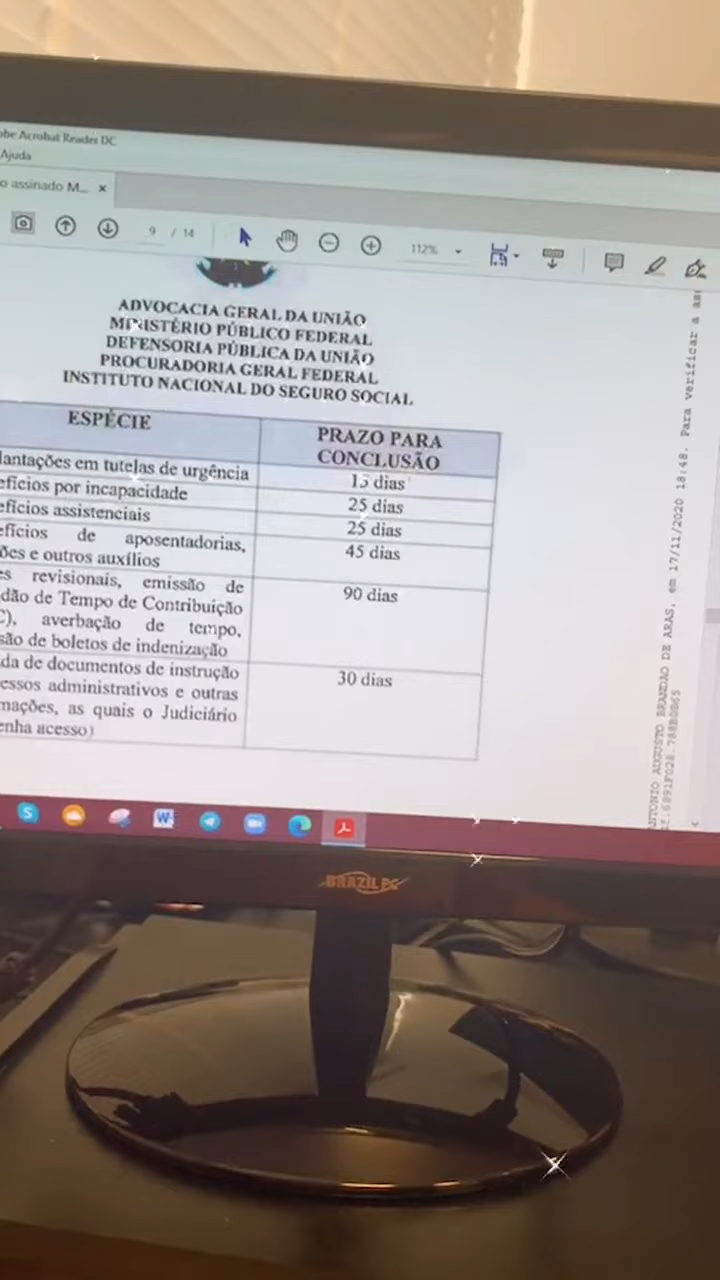 obe Acrobat Reader DC
Ajuda
o assinado M... ×
9 / 14
112%
ADVOCACIA GERAL DA UNIÃO
MINISTÉRIO PÚBLICO FEDERAL
DEFENSORIA PÚBLICA DA UNIÃO
PROCURADORIA GERAL FEDERAL
INSTITUTO NACIONAL DO SEGURO SOCIAL
ESPÉCIE
PRAZO PARA
CONCLUSÃO
lantações em tutelas de urgência
15 dias
efícios por incapacidade
25 dias
efícios assistenciais
25 dias
efícios de aposentadorias,
ões e outros auxílios
45 dias
es revisionais, emissão de
dão de Tempo de Contribuição
C), averbação de tempo,
são de boletos de indenização
90 dias
da de documentos de instrução
essos administrativos e outras
mações, as quais o Judiciário
enha acesso)
30 dias
NTONIO AUGUSTO BRANDAO DE ARAS, em 17/11/2020 18:48. Para verificar a as
BRAZIL PC